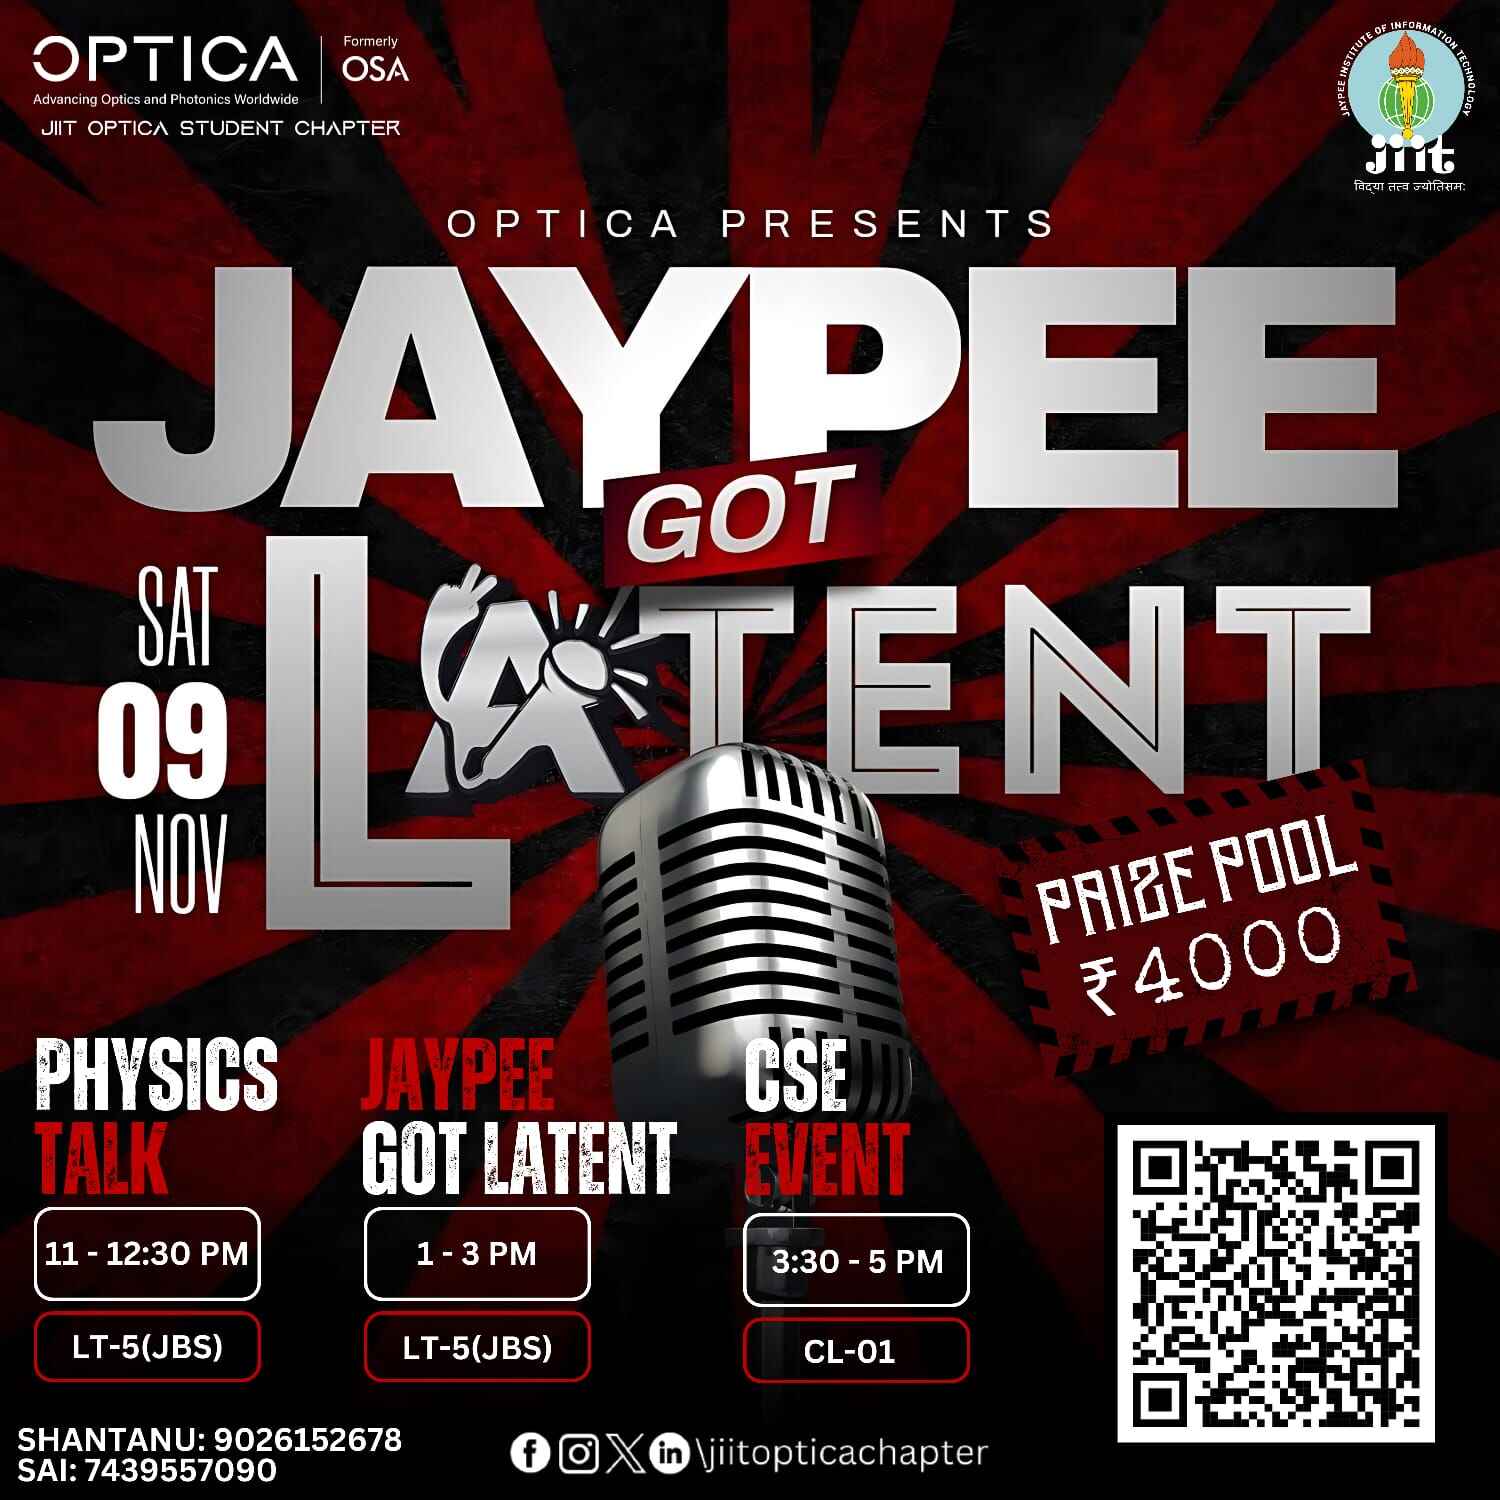 OPTICA
Formerly
OSA
Advancing Optics and Photonics Worldwide
JIIT OPTICA STUDENT CHAPTER
JAYPEE INSTITUTE OF INFORMATION TECHNOLOGY
jiit
विद्या तत्व ज्योतिसम:
OPTICA PRESENTS
JAYPEE
GOT
LATENT
SAT
09
NOV
PRIZE POOL
₹4000
PHYSICS
TALK
11 - 12:30 PM
LT-5(JBS)
JAYPEE
GOT LATENT
1 - 3 PM
LT-5(JBS)
CSE
EVENT
3:30 - 5 PM
CL-01
SHANTANU: 9026152678
SAI: 7439557090
\jiitopticachapter